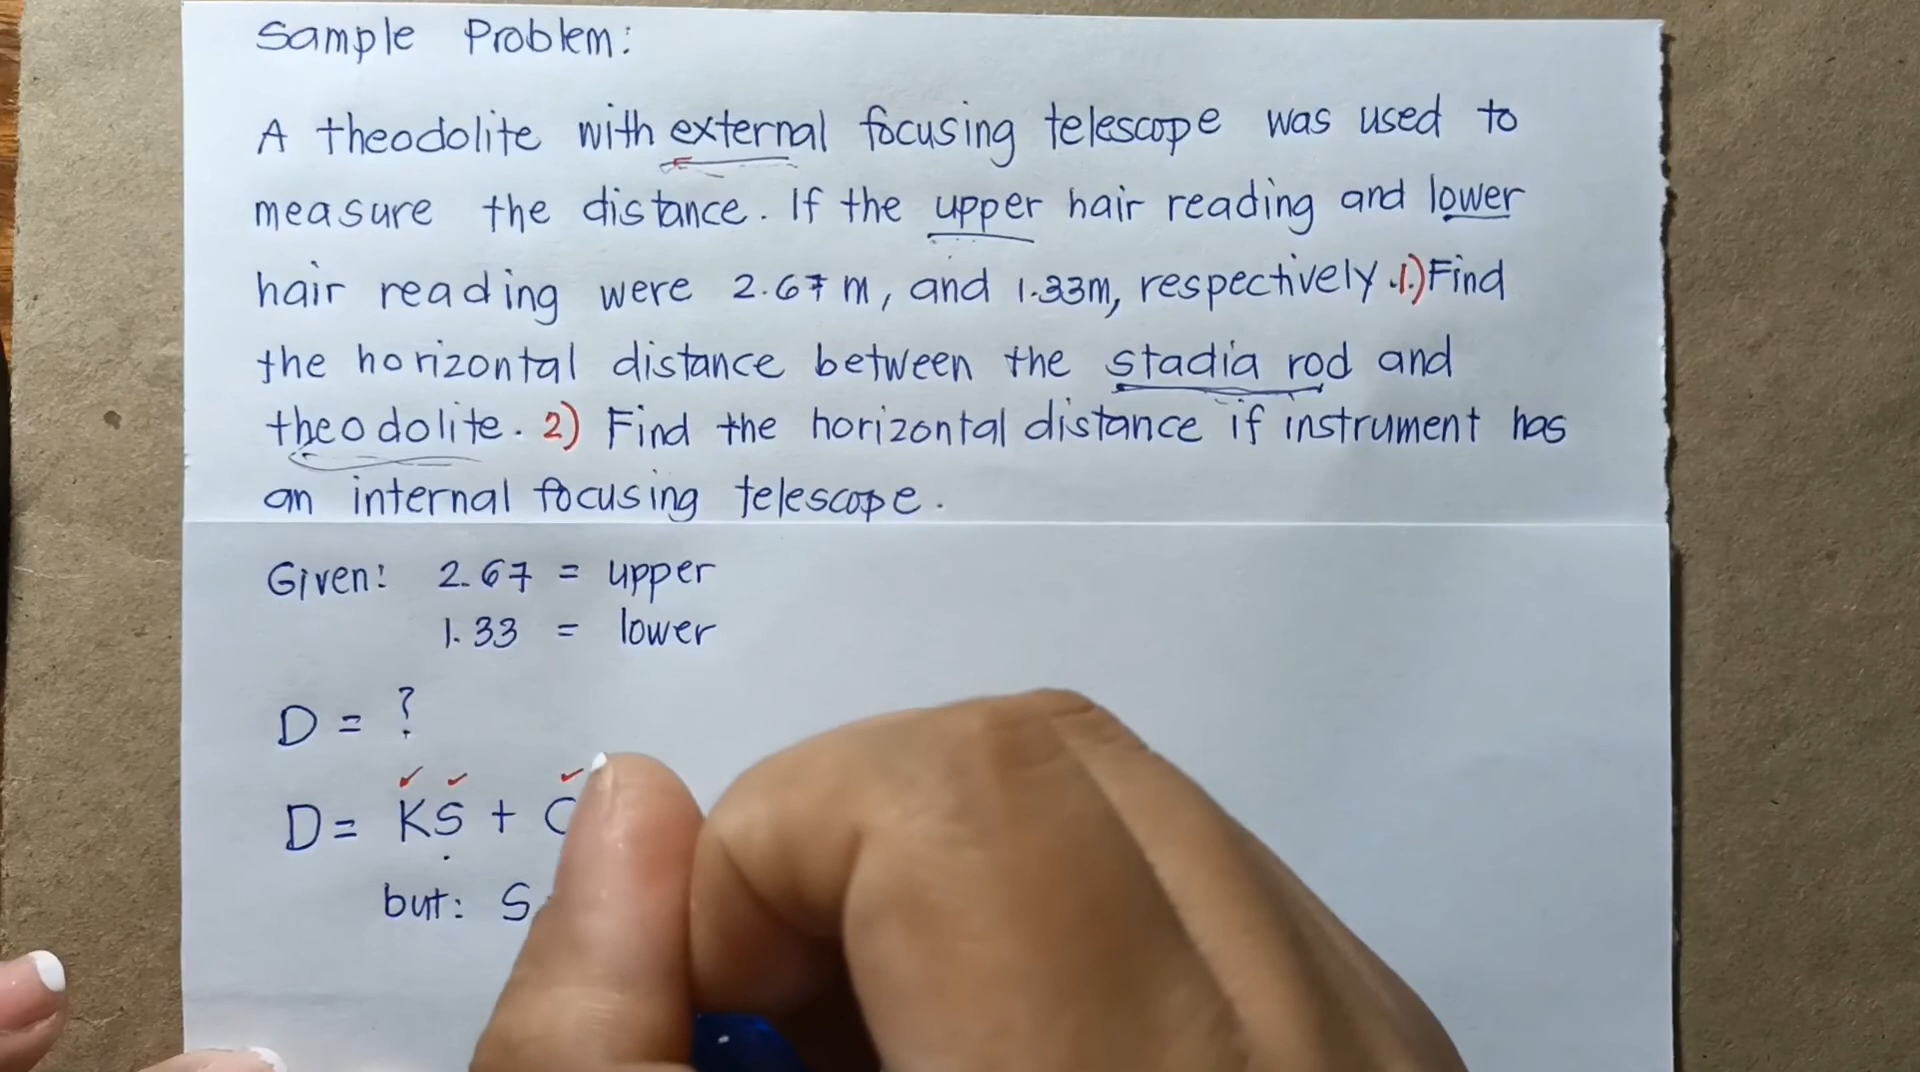 Sample Problem:
A theodolite with external focusing telescope was used to
measure the distance. If the upper hair reading and lower
hair reading were 2.67 m, and 1.33m, respectively. 1.) Find
the horizontal distance between the stadia rod and
theodolite. 2) Find the horizontal distance if instrument has
an internal focusing telescope.
Given: 2.67 = upper
1.33 = lower
D = ?
D = KS + C
but: S